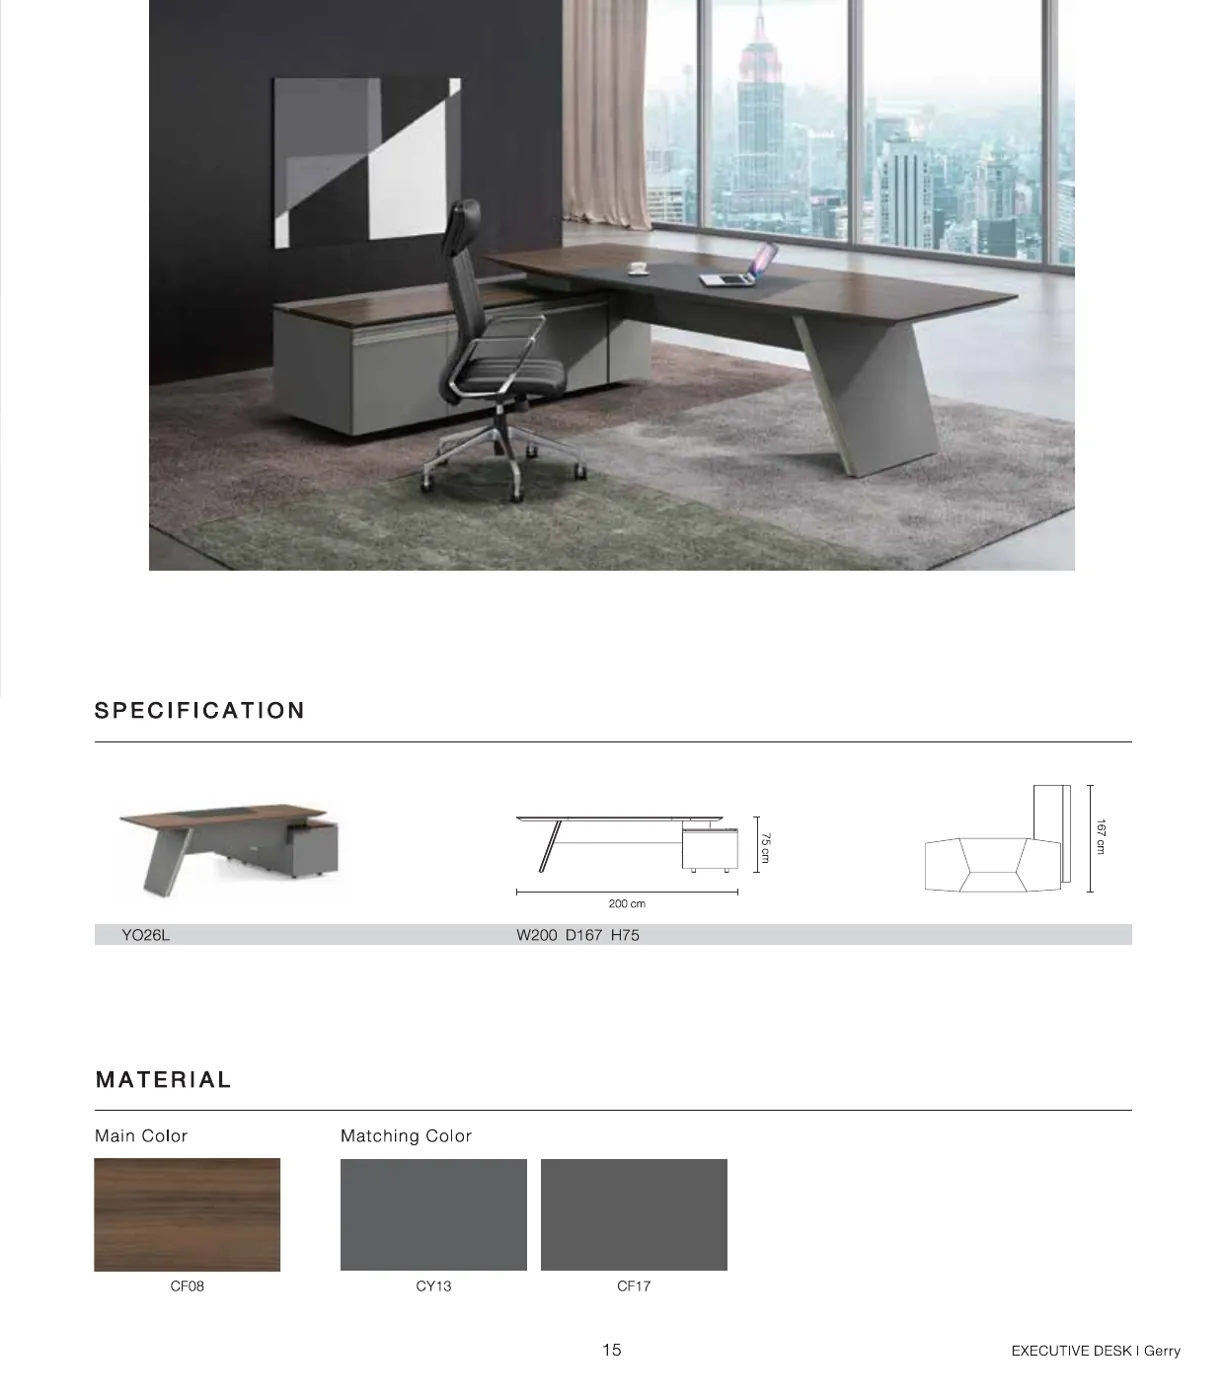 SPECIFICATION
75 cm
167 cm
200 cm
YO26L W200 D167 H75
MATERIAL
Main Color Matching Color
CF08 CY13 CF17
15
EXECUTIVE DESK I Gerry